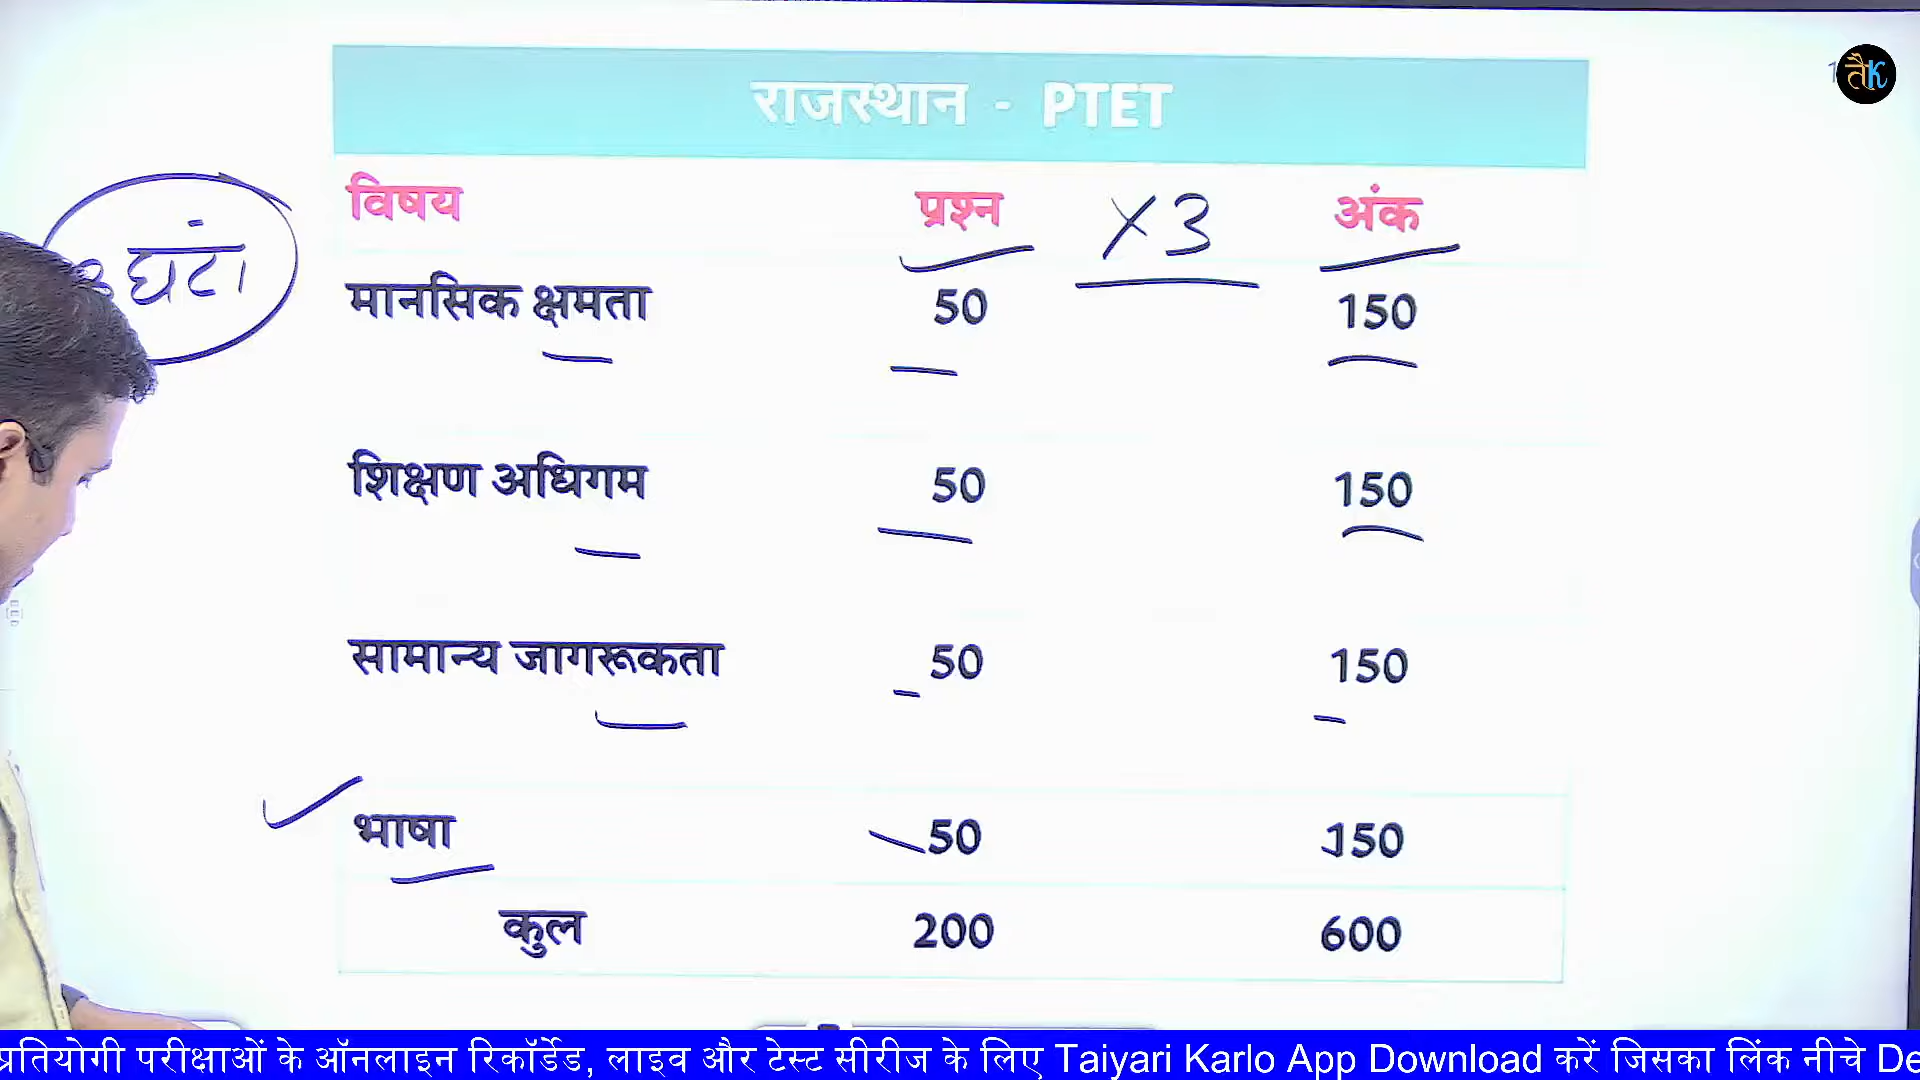 राजस्थान - PTET
तैK
विषय प्रश्न ×3 अंक
3 घंटा
मानसिक क्षमता 50 150
शिक्षण अधिगम 50 150
सामान्य जागरूकता 50 150
भाषा 50 150
कुल 200 600
प्रतियोगी परीक्षाओं के ऑनलाइन रिकॉर्डेड, लाइव और टेस्ट सीरीज के लिए Taiyari Karlo App Download करें जिसका लिंक नीचे De